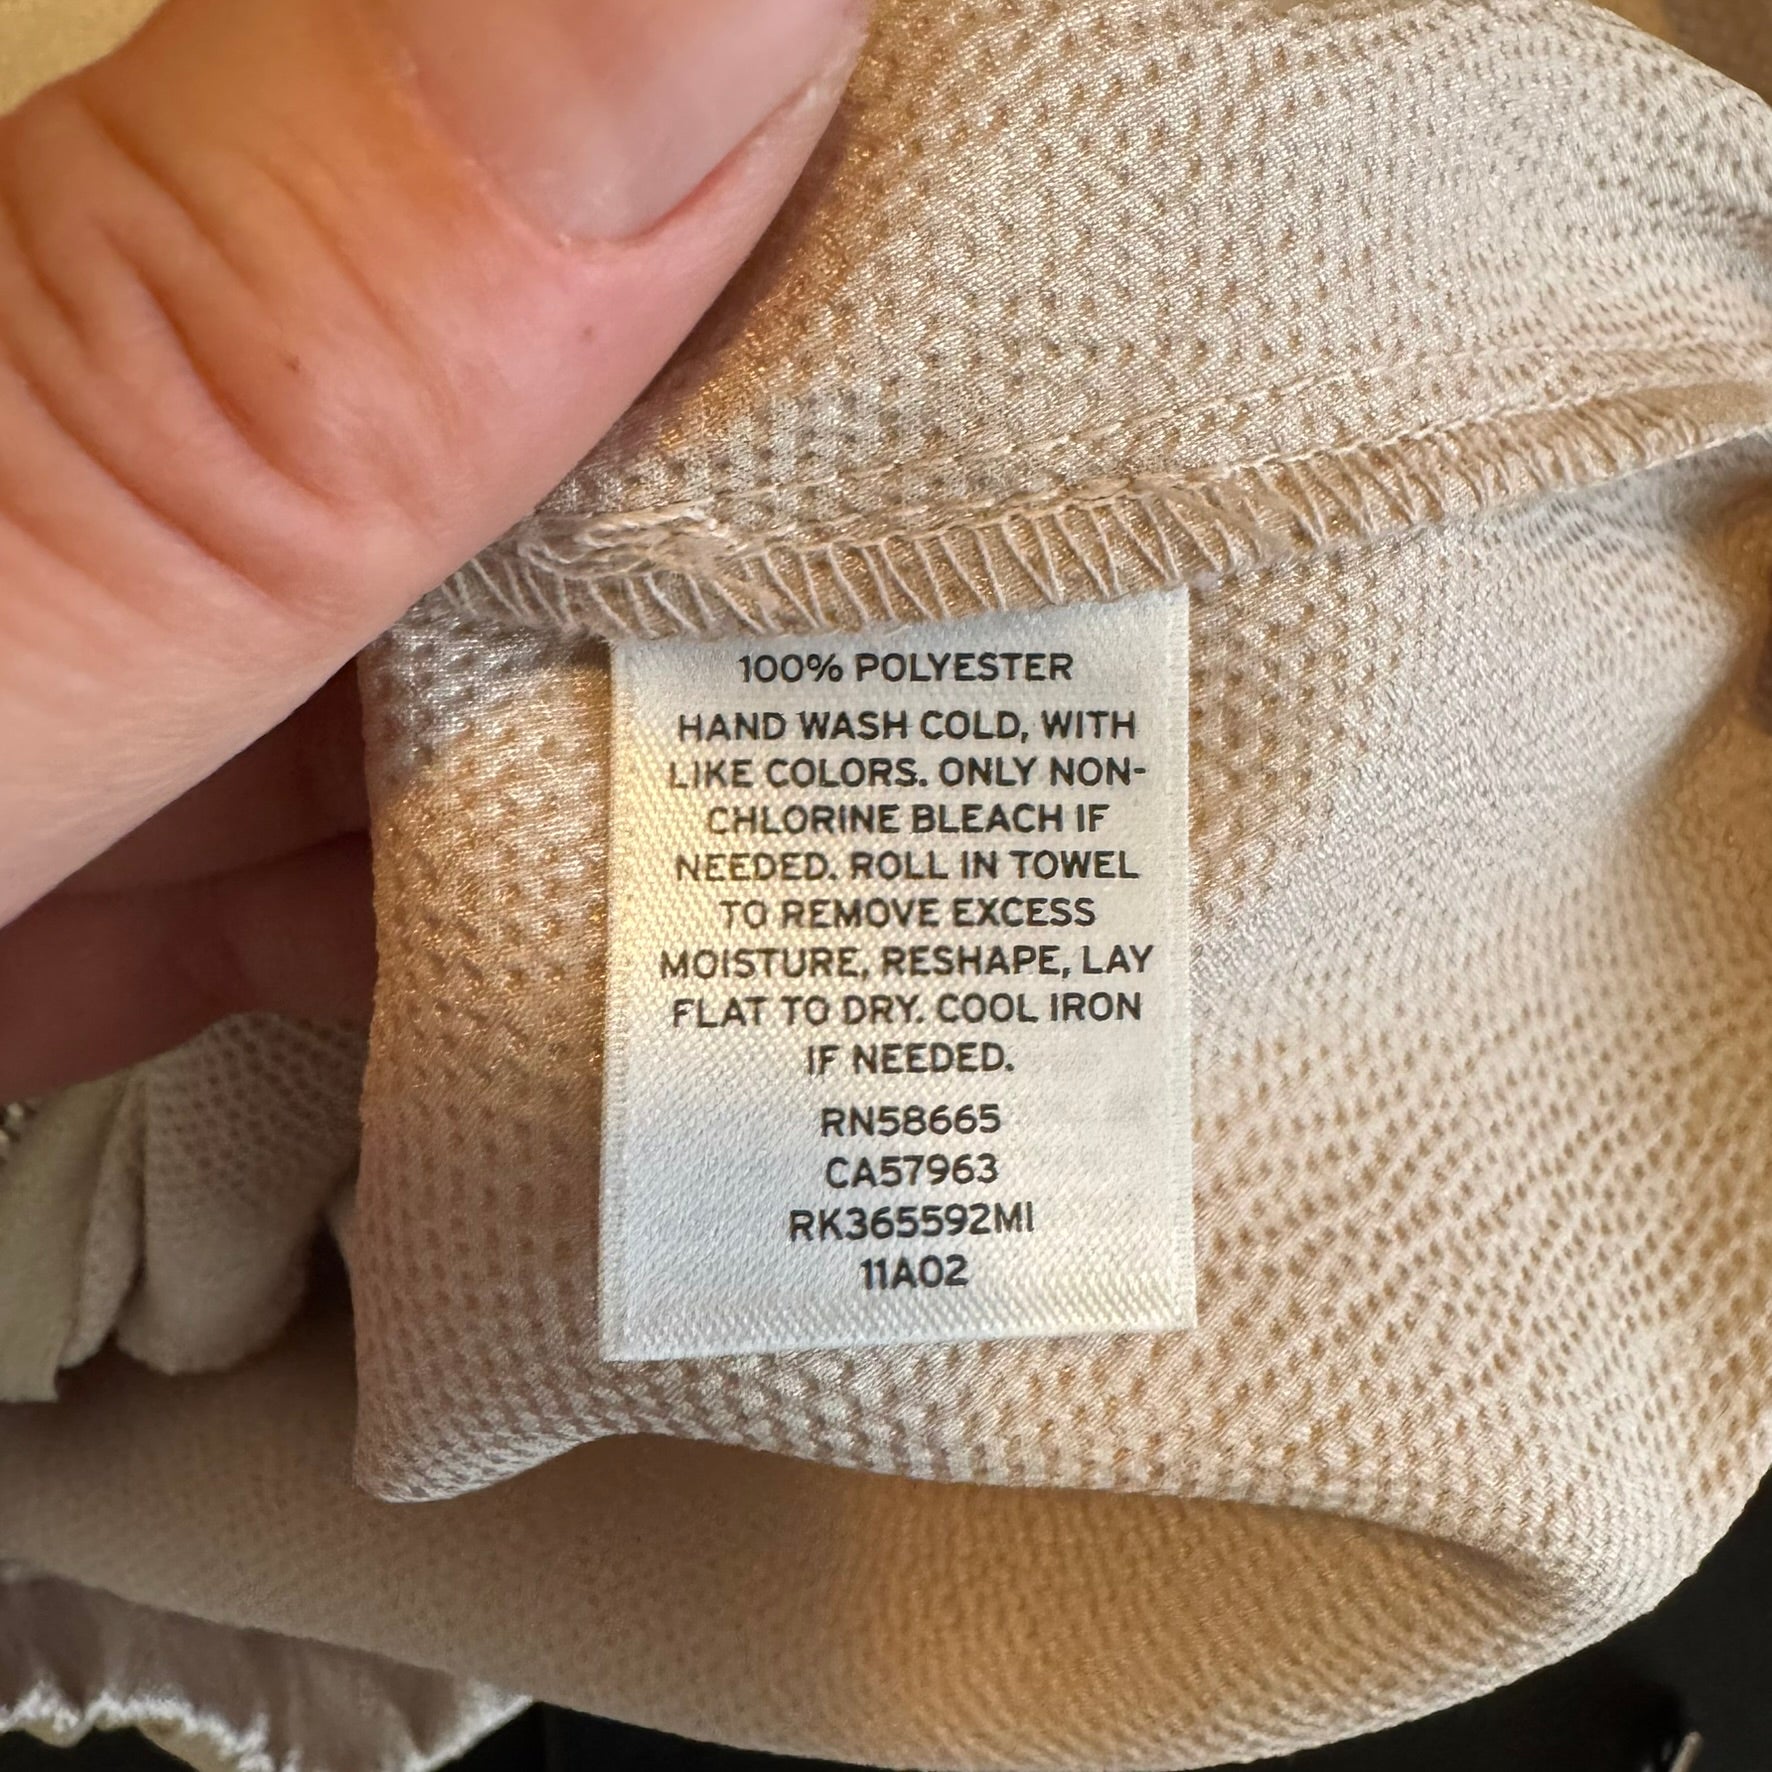 100% POLYESTER
HAND WASH COLD, WITH
LIKE COLORS. ONLY NON-
CHLORINE BLEACH IF
NEEDED. ROLL IN TOWEL
TO REMOVE EXCESS
MOISTURE, RESHAPE, LAY
FLAT TO DRY. COOL IRON
IF NEEDED.
RN58665
CA57963
RK365592MI
11A02